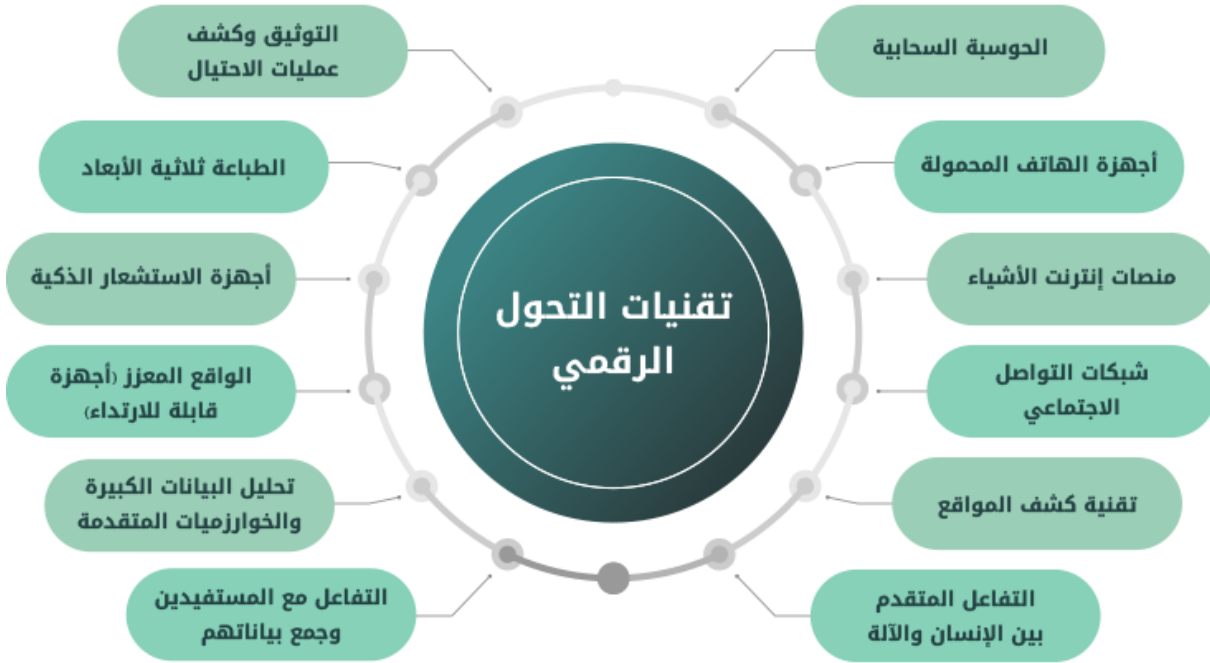 تقنيات التحول
الرقمي
الحوسبة السحابية
أجهزة الهاتف المحمولة
منصات إنترنت الأشياء
شبكات التواصل
الاجتماعي
تقنية كشف المواقع
التفاعل المتقدم
بين الإنسان والآلة
التوثيق وكشف
عمليات الاحتيال
الطباعة ثلاثية الأبعاد
أجهزة الاستشعار الذكية
الواقع المعزز (أجهزة
قابلة للارتداء)
تحليل البيانات الكبيرة
والخوارزميات المتقدمة
التفاعل مع المستفيدين
وجمع بياناتهم